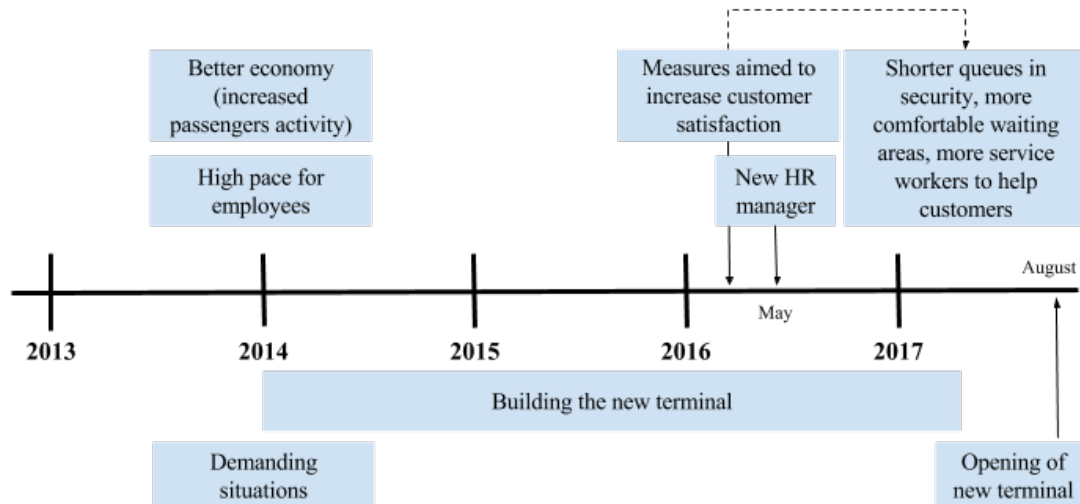 Better economy
(increased
passengers activity)
High pace for
employees
Measures aimed to
increase customer
satisfaction
New HR
manager
Shorter queues in
security, more
comfortable waiting
areas, more service
workers to help
customers
August
May
2013
2014
2015
2016
2017
Building the new terminal
Demanding
situations
Opening of
new terminal